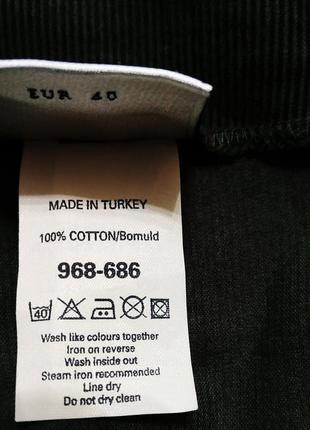 EUR 40
MADE IN TURKEY
100% COTTON/Bomuld
968-686
40
Wash like colours together
Iron on reverse
Wash inside out
Steam iron recommended
Line dry
Do not dry clean